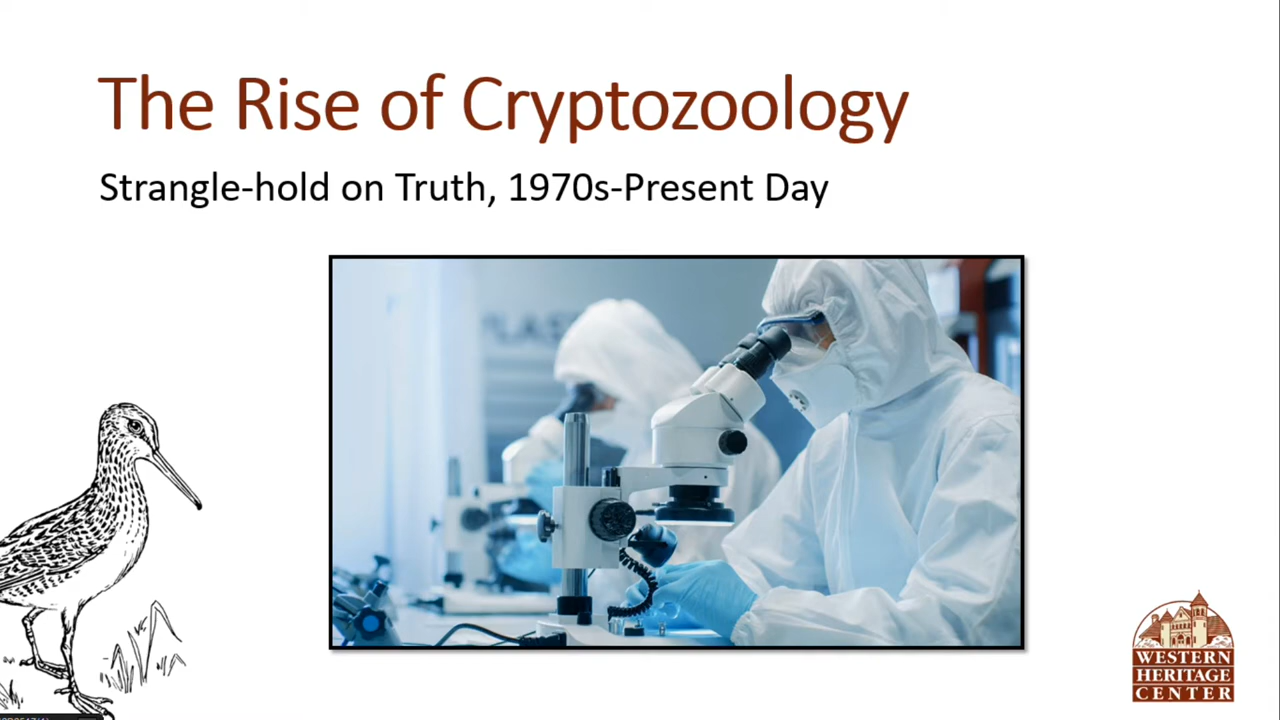 The Rise of Cryptozoology
Strangle-hold on Truth, 1970s-Present Day
WESTERN
HERITAGE
CENTER